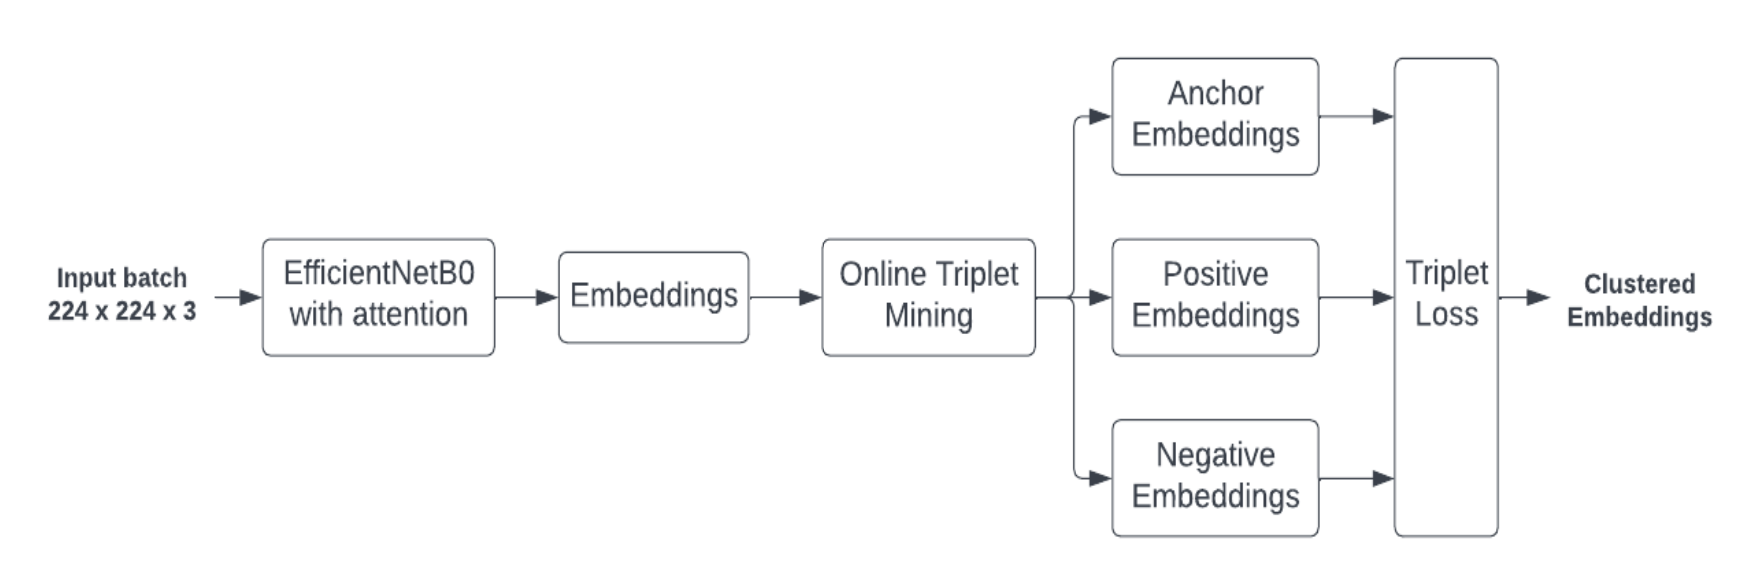 Input batch
224 x 224 x 3
EfficientNetB0
with attention
Embeddings
Online Triplet
Mining
Anchor
Embeddings
Positive
Embeddings
Negative
Embeddings
Triplet
Loss
Clustered
Embeddings